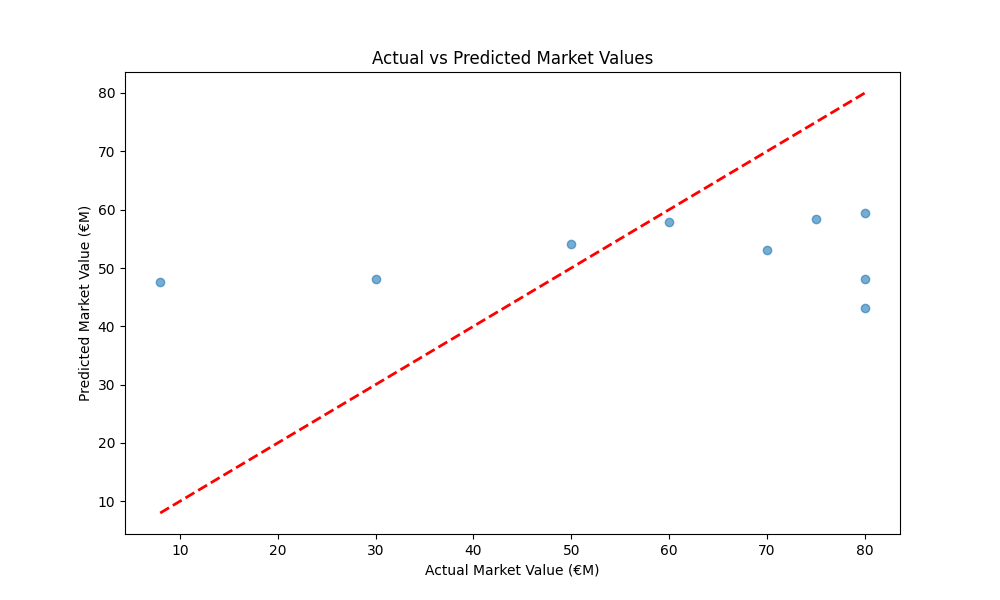 Actual vs Predicted Market Values
Predicted Market Value (€M)
80
70
60
50
40
30
20
10
10 20 30 40 50 60 70 80
Actual Market Value (€M)